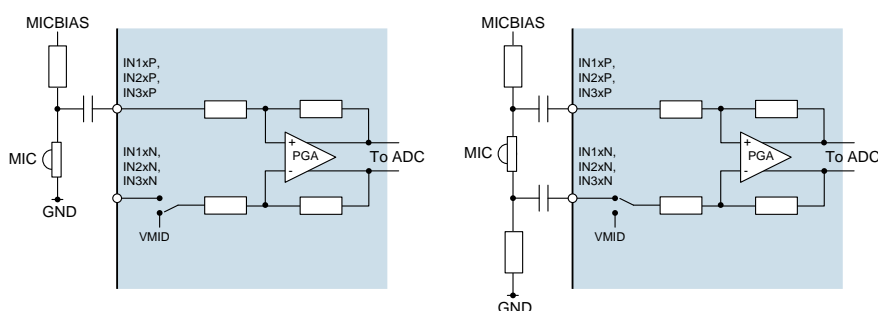 MICBIAS
IN1xP,
IN2xP,
IN3xP
+
PGA
-
To ADC
MIC
IN1xN,
IN2xN,
IN3xN
GND
VMID
MICBIAS
IN1xP,
IN2xP,
IN3xP
+
PGA
-
To ADC
MIC
IN1xN,
IN2xN,
IN3xN
VMID
GND